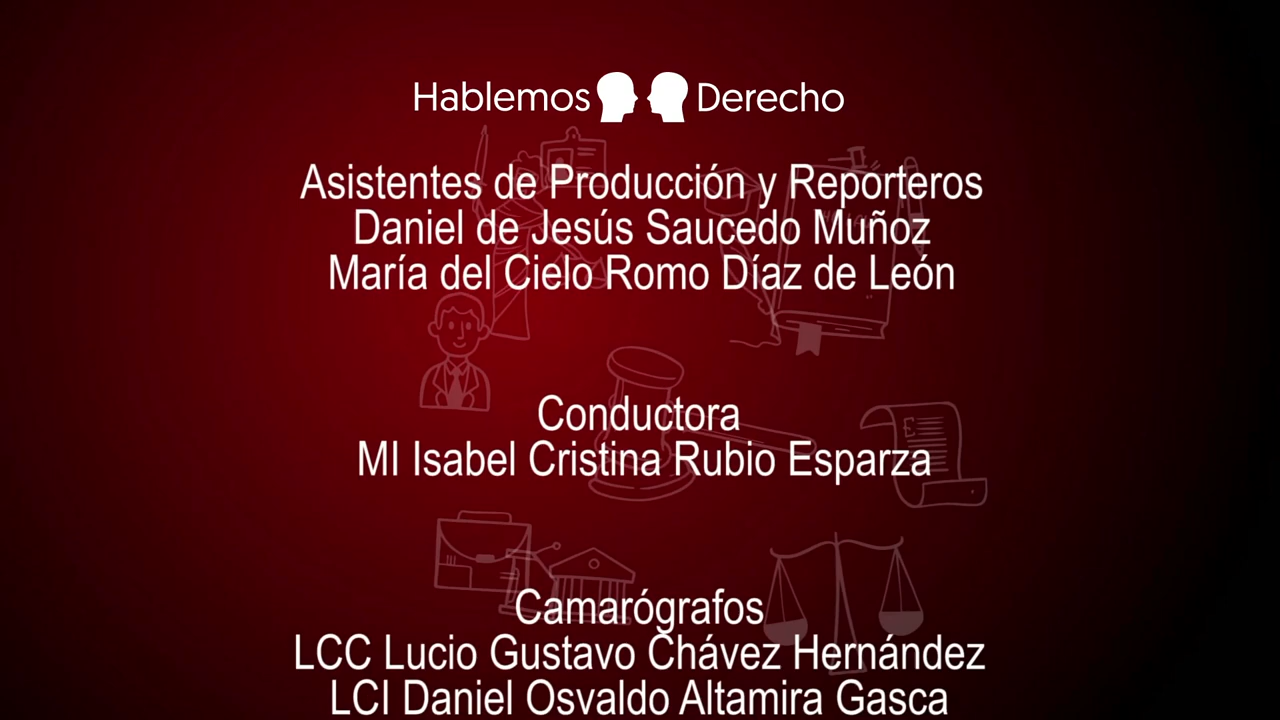 Hablemos Derecho
Asistentes de Producción y Reporteros
Daniel de Jesús Saucedo Muñoz
María del Cielo Romo Díaz de León
Conductora
MI Isabel Cristina Rubio Esparza
Camarógrafos
LCC Lucio Gustavo Chávez Hernández
LCI Daniel Osvaldo Altamira Gasca